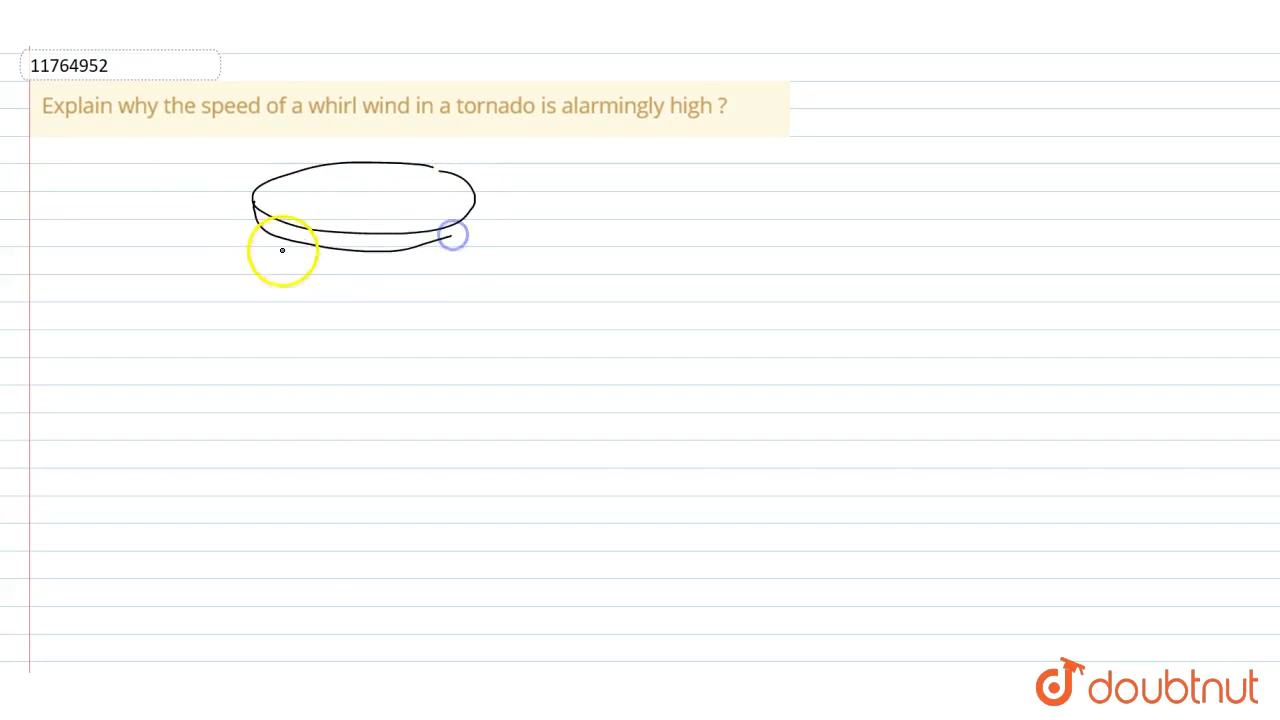 11764952
Explain why the speed of a whirl wind in a tornado is alarmingly high ?
doubtnut